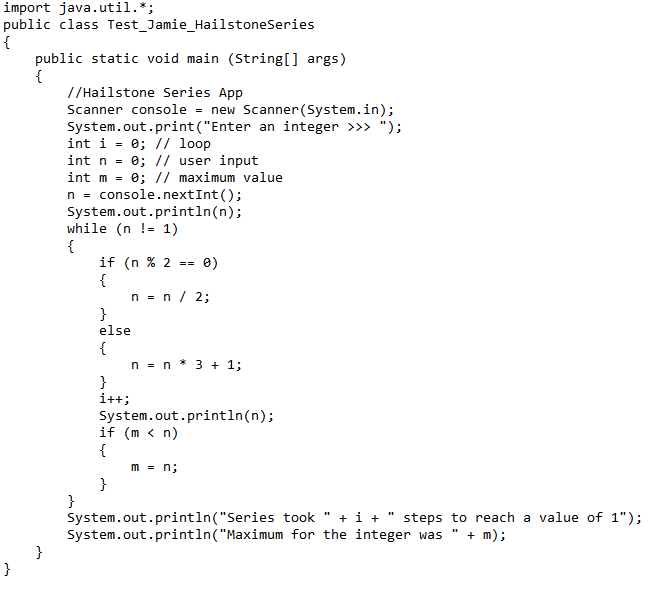 import java.util.*;
public class Test_Jamie_HailstoneSeries
{
    public static void main (String[] args)
    {
        //Hailstone Series App
        Scanner console = new Scanner(System.in);
        System.out.print("Enter an integer >>> ");
        int i = 0; // loop
        int n = 0; // user input
        int m = 0; // maximum value
        n = console.nextInt();
        System.out.println(n);
        while (n != 1)
        {
            if (n % 2 == 0)
            {
                n = n / 2;
            }
            else
            {
                n = n * 3 + 1;
            }
            i++;
            System.out.println(n);
            if (m < n)
            {
                m = n;
            }
        }
        System.out.println("Series took " + i + " steps to reach a value of 1");
        System.out.println("Maximum for the integer was " + m);
    }
}